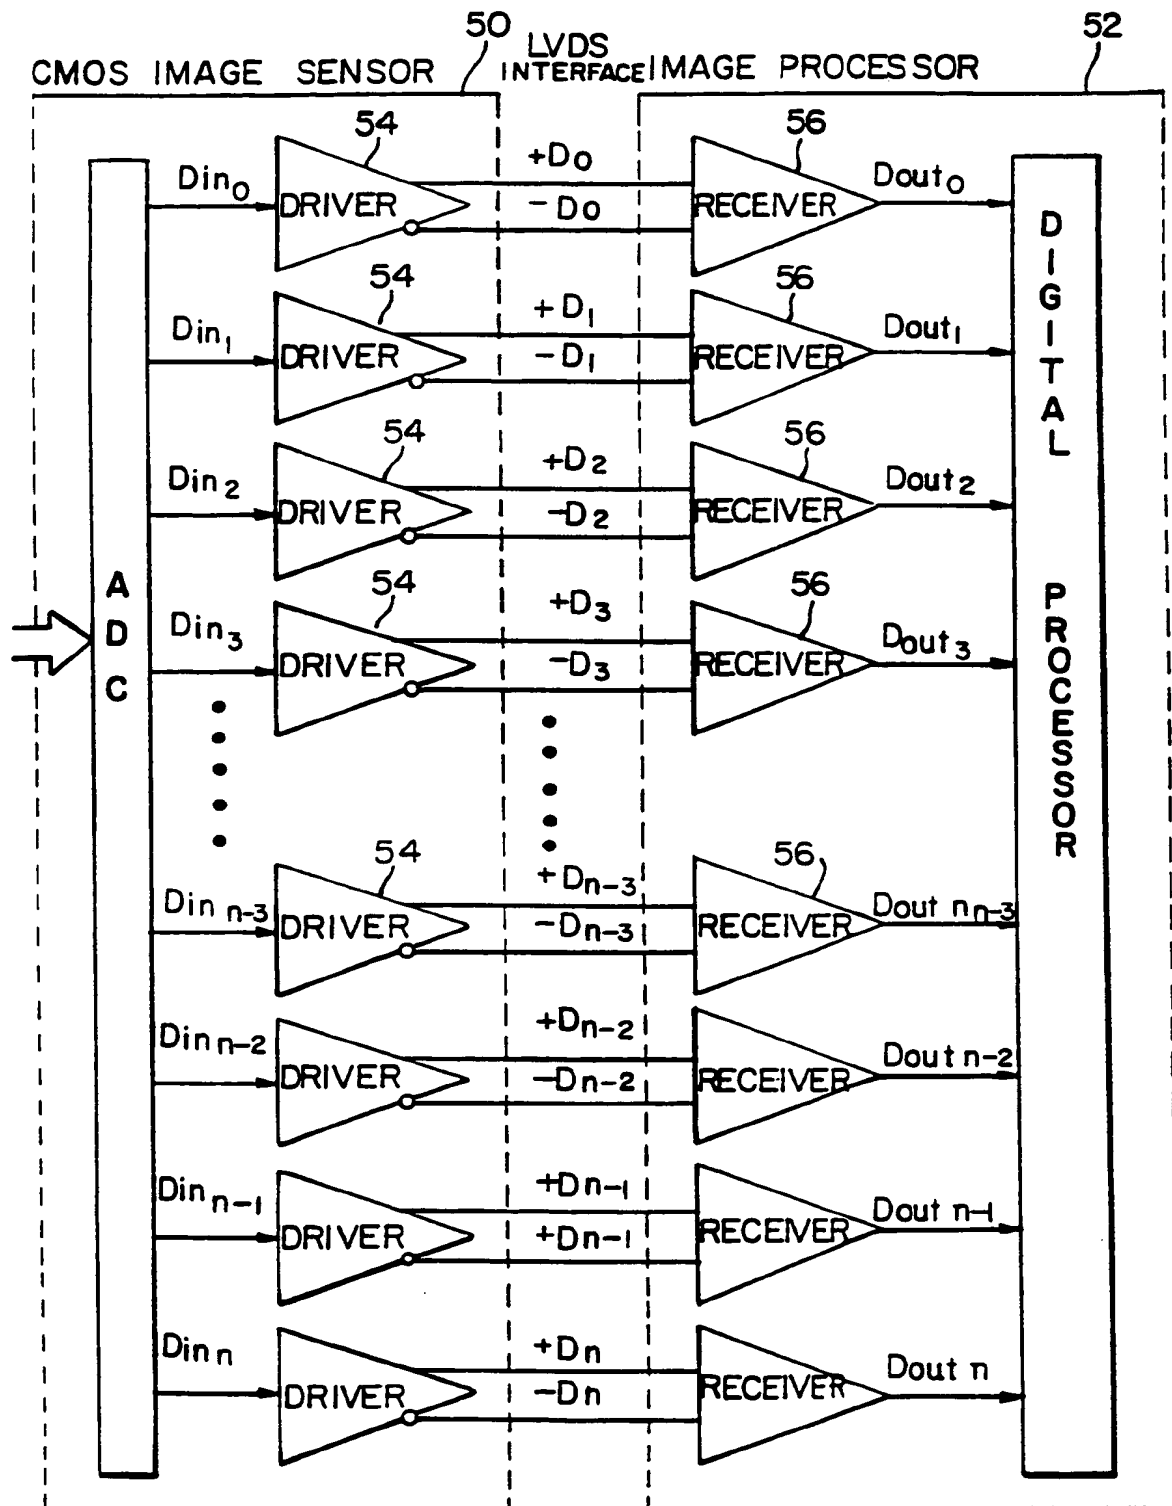 50 LVDS 52
CMOS IMAGE SENSOR INTERFACE IMAGE PROCESSOR
54 56
Din0 DRIVER +D0 -D0 RECEIVER Dout0
54 56
Din1 DRIVER +D1 -D1 RECEIVER Dout1
54 56
Din2 DRIVER +D2 -D2 RECEIVER Dout2
54 56
Din3 DRIVER +D3 -D3 RECEIVER Dout3
ADC
DIGITAL PROCESSOR
54 56
Din n-3 DRIVER +Dn-3 -Dn-3 RECEIVER Dout nn-3
Din n-2 DRIVER +Dn-2 -Dn-2 RECEIVER Dout n-2
Din n-1 DRIVER +Dn-1 +Dn-1 RECEIVER Dout n-1
Din n DRIVER +Dn -Dn RECEIVER Dout n